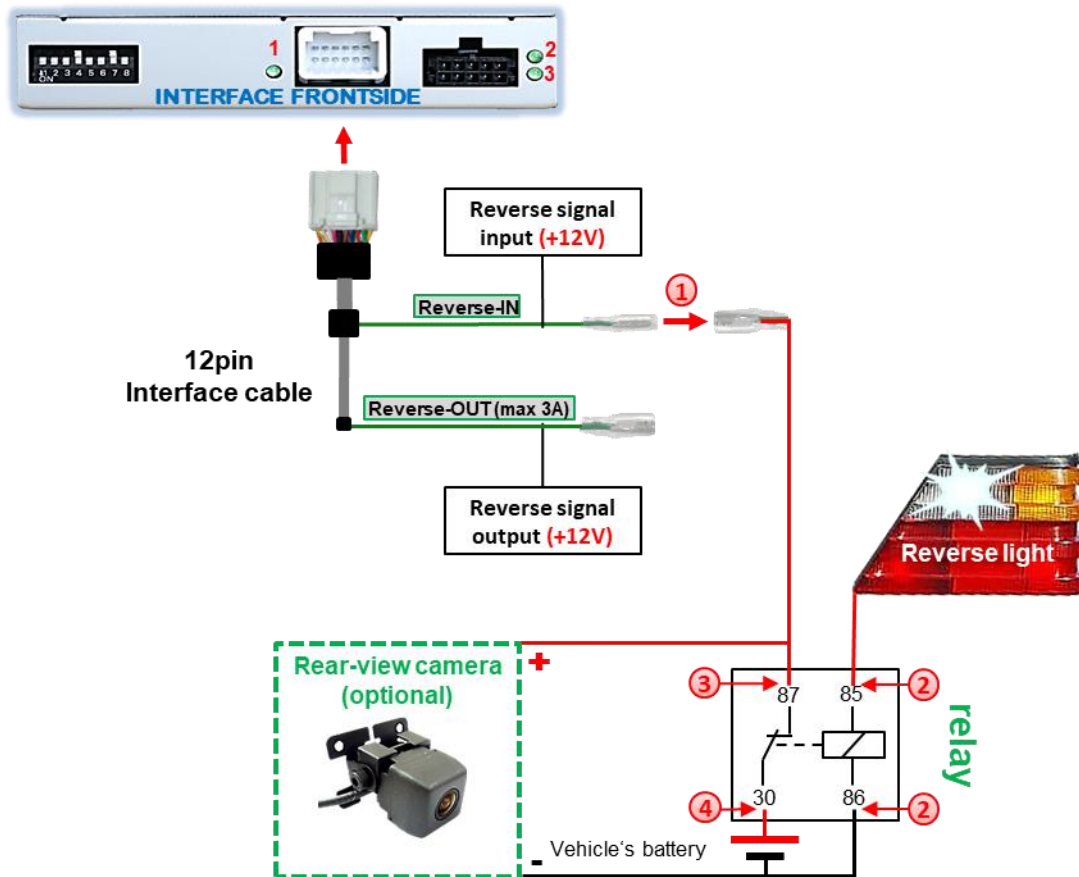 1
2
3
ON
1 2 3 4 5 6 7 8
INTERFACE FRONTSIDE
Reverse signal
input (+12V)
1
Reverse-IN
12pin
Interface cable
Reverse-OUT (max 3A)
Reverse signal
output (+12V)
Reverse light
Rear-view camera
(optional)
+
3
87
85
2
relay
4
30
86
2
-
Vehicle‘s battery